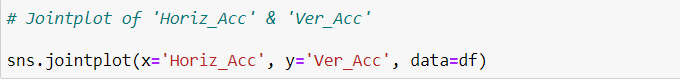 # Jointplot of 'Horiz_Acc' & 'Ver_Acc'
sns.jointplot(x='Horiz_Acc', y='Ver_Acc', data=df)